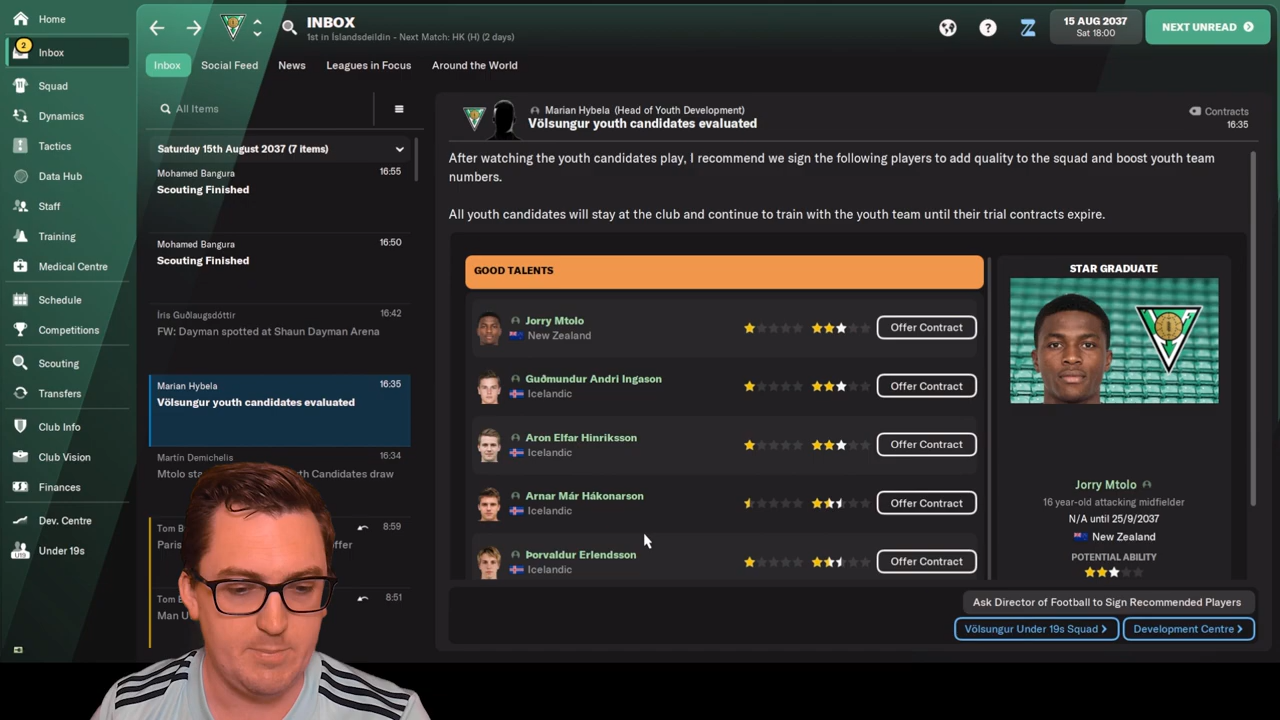 Home
Inbox
2
Squad
Dynamics
Tactics
Data Hub
Staff
Training
Medical Centre
Schedule
Competitions
Scouting
Transfers
Club Info
Club Vision
Finances
Dev. Centre
Under 19s
INBOX
1st in Íslandsdeildin - Next Match: HK (H) (2 days)
15 AUG 2037
Sat 18:00
NEXT UNREAD
Inbox
Social Feed
News
Leagues in Focus
Around the World
All Items
Saturday 15th August 2037 (7 items)
Mohamed Bangura 16:55
Scouting Finished
Mohamed Bangura 16:50
Scouting Finished
Íris Guðlaugsdóttir 16:42
FW: Dayman spotted at Shaun Dayman Arena
Marian Hybela 16:35
Völsungur youth candidates evaluated
Martín Demichelis 16:34
Mtolo sta
th Candidates draw
Tom B 8:59
Paris
ffer
Tom B 8:51
Man U
Marian Hybela (Head of Youth Development)
Völsungur youth candidates evaluated
Contracts
16:35
After watching the youth candidates play, I recommend we sign the following players to add quality to the squad and boost youth team
numbers.
All youth candidates will stay at the club and continue to train with the youth team until their trial contracts expire.
GOOD TALENTS
Jorry Mtolo
New Zealand
Offer Contract
Guðmundur Andri Ingason
Icelandic
Offer Contract
Aron Elfar Hinriksson
Icelandic
Offer Contract
Arnar Már Hákonarson
Icelandic
Offer Contract
Þorvaldur Erlendsson
Icelandic
Offer Contract
STAR GRADUATE
Jorry Mtolo
16 year-old attacking midfielder
N/A until 25/9/2037
New Zealand
POTENTIAL ABILITY
Ask Director of Football to Sign Recommended Players
Völsungur Under 19s Squad
Development Centre